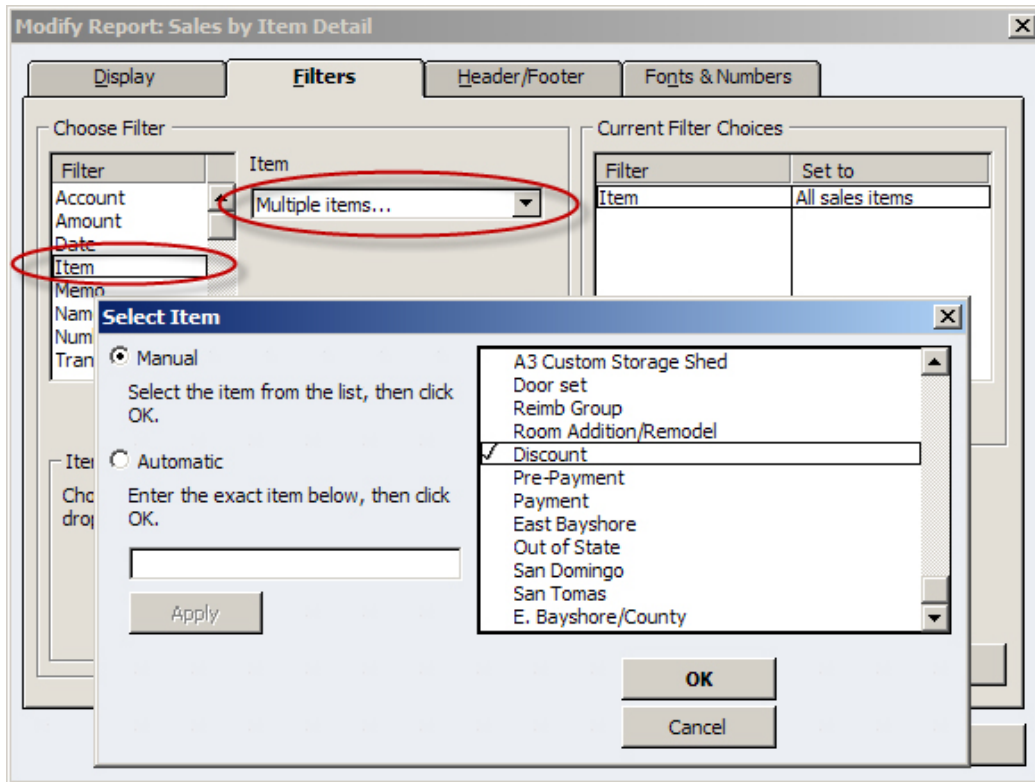 Modify Report: Sales by Item Detail
Display Filters Header/Footer Fonts & Numbers
Choose Filter
Current Filter Choices
Filter
Item
Account
Amount
Date
Item
Memo
Multiple items...
Filter Set to
Item All sales items
Select Item
Manual
Select the item from the list, then click
OK.
Automatic
Enter the exact item below, then click
OK.
Apply
A3 Custom Storage Shed
Door set
Reimb Group
Room Addition/Remodel
Discount
Pre-Payment
Payment
East Bayshore
Out of State
San Domingo
San Tomas
E. Bayshore/County
OK
Cancel